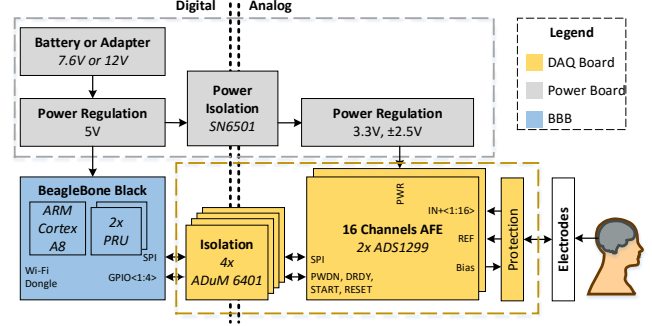 Digital Analog
Battery or Adapter
7.6V or 12V
Power Regulation
5V
Power
Isolation
SN6501
Power Regulation
3.3V, ±2.5V
Legend
DAQ Board
Power Board
BBB
BeagleBone Black
ARM
Cortex
A8
2x
PRU
SPI
Wi-Fi
Dongle
GPIO<1:4>
Isolation
4x
ADuM 6401
PWR
IN+<1:16>
16 Channels AFE
2x ADS1299
REF
SPI
Bias
PWDN, DRDY,
START, RESET
Protection
Electrodes